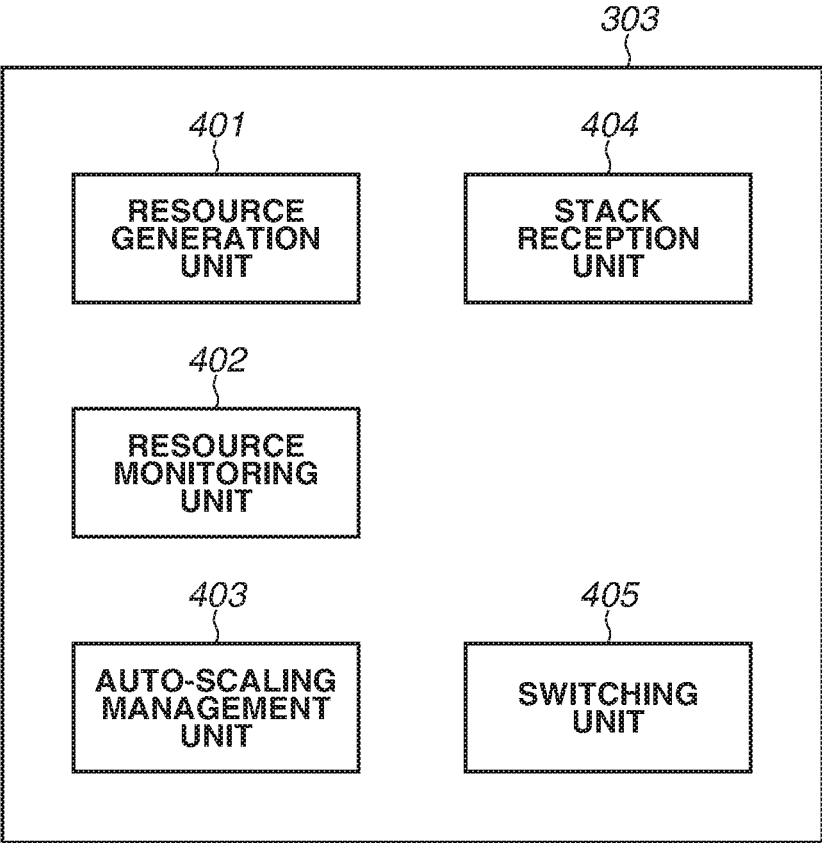 303
401
RESOURCE
GENERATION
UNIT
404
STACK
RECEPTION
UNIT
402
RESOURCE
MONITORING
UNIT
403
AUTO-SCALING
MANAGEMENT
UNIT
405
SWITCHING
UNIT